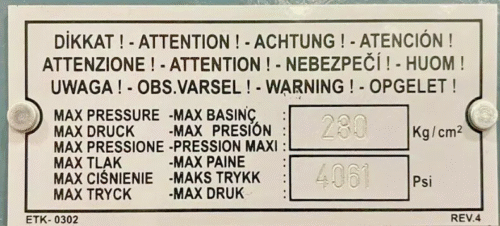 DİKKAT ! - ATTENTION ! - ACHTUNG ! - ATENCIÓN !
ATTENZIONE ! - ATTENTION ! - NEBEZPEČÍ ! - HUOM !
UWAGA ! - OBS.VARSEL ! - WARNING ! - OPGELET !
MAX PRESSURE -MAX BASINÇ :
MAX DRUCK -MAX PRESIÓN : 280 Kg/cm²
MAX PRESSIONE -PRESSION MAXI :
MAX TLAK -MAX PAINE :
MAX CIŚNIENIE -MAKS TRYKK : 4061 Psi
MAX TRYCK -MAX DRUK :
ETK- 0302 REV.4